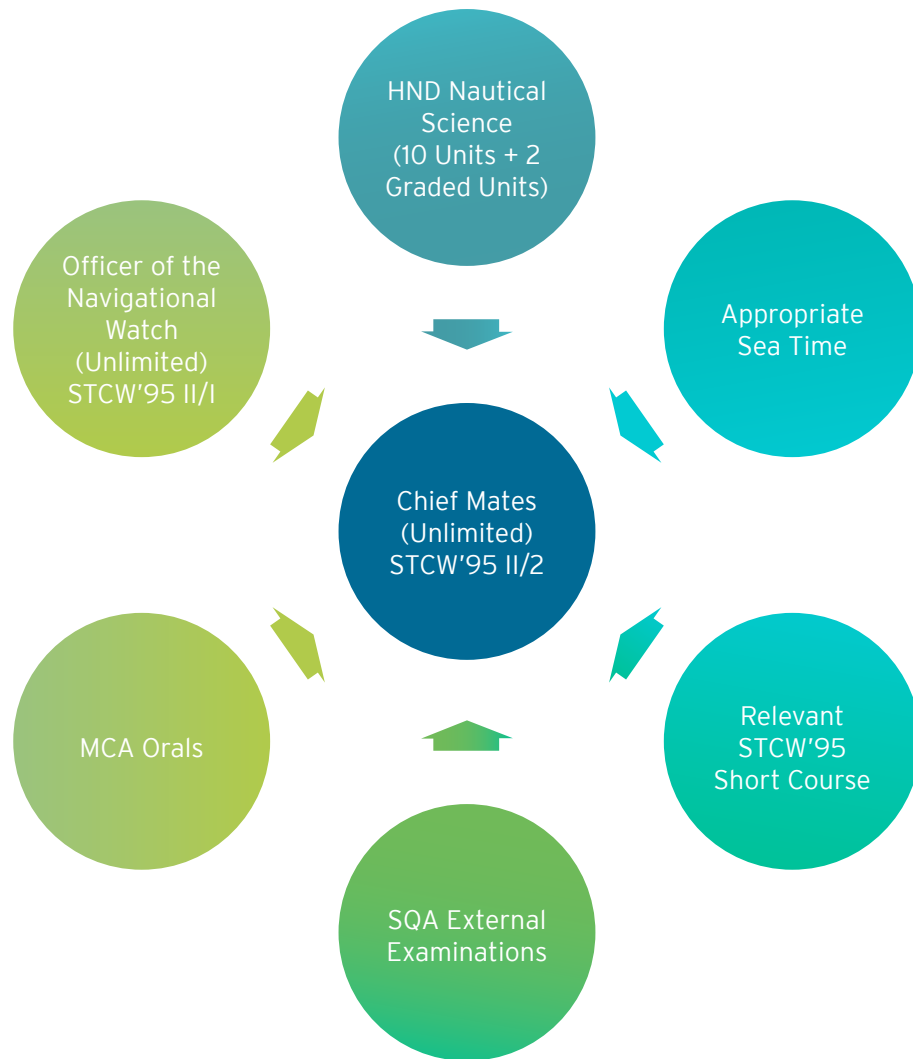 HND Nautical
Science
(10 Units + 2
Graded Units)
Officer of the
Navigational
Watch
(Unlimited)
STCW'95 II/I
Appropriate
Sea Time
Chief Mates
(Unlimited)
STCW'95 II/2
MCA Orals
Relevant
STCW'95
Short Course
SQA External
Examinations